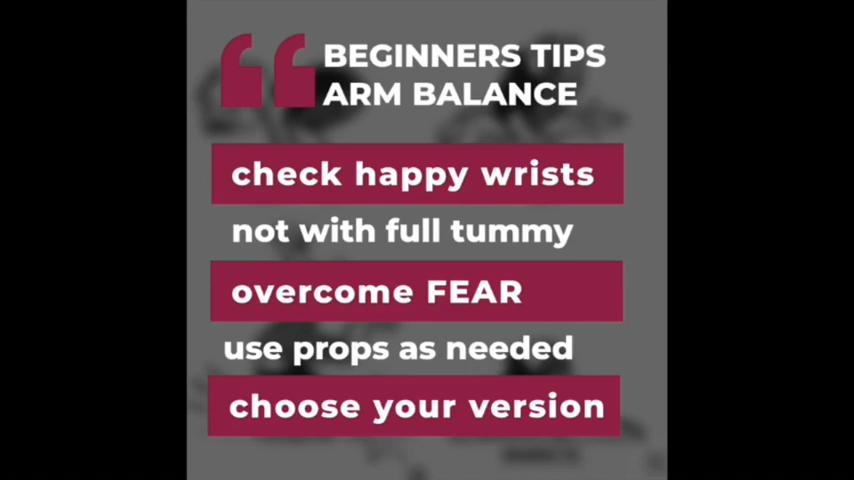 BEGINNERS TIPS
ARM BALANCE
check happy wrists
not with full tummy
overcome FEAR
use props as needed
choose your version